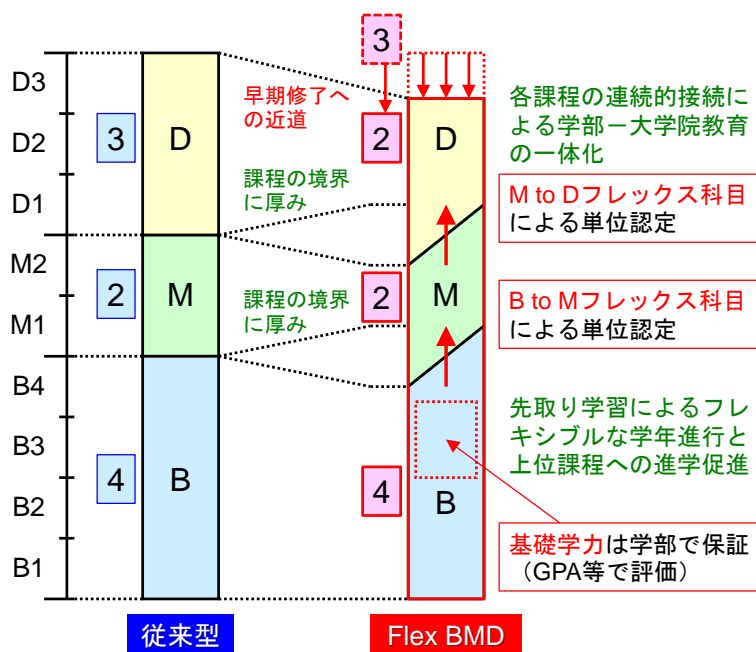 D3
D2
D1
M2
M1
B4
B3
B2
B1
3
2
4
D
M
B
従来型
早期修了へ
の近道
課程の境界
に厚み
課程の境界
に厚み
3
2
2
4
D
M
B
Flex BMD
各課程の連続的接続に
よる学部－大学院教育
の一体化
M to Dフレックス科目
による単位認定
B to Mフレックス科目
による単位認定
先取り学習によるフレ
キシブルな学年進行と
上位課程への進学促進
基礎学力は学部で保証
（GPA等で評価）